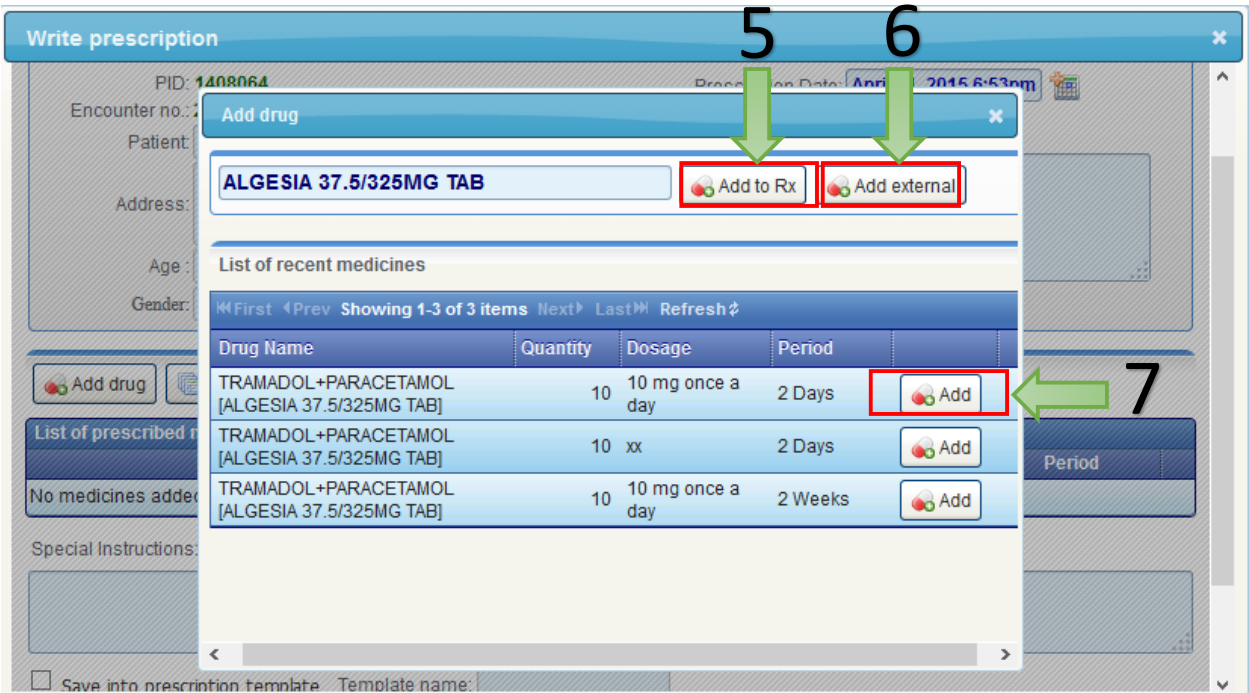 5 6
Write prescription
PID: 1408064
Encounter no.:
Patient:
Address:
Age :
Gender:
Add drug
ALGESIA 37.5/325MG TAB Add to Rx Add external
List of recent medicines
First Prev Showing 1-3 of 3 items Next Last Refresh
Drug Name Quantity Dosage Period
TRAMADOL+PARACETAMOL
[ALGESIA 37.5/325MG TAB] 10 10 mg once a day 2 Days Add
7
TRAMADOL+PARACETAMOL
[ALGESIA 37.5/325MG TAB] 10 xx 2 Days Add
TRAMADOL+PARACETAMOL
[ALGESIA 37.5/325MG TAB] 10 10 mg once a day 2 Weeks Add
Add drug
List of prescribed
Period
No medicines added
Special Instructions:
Save into prescription template Template name: